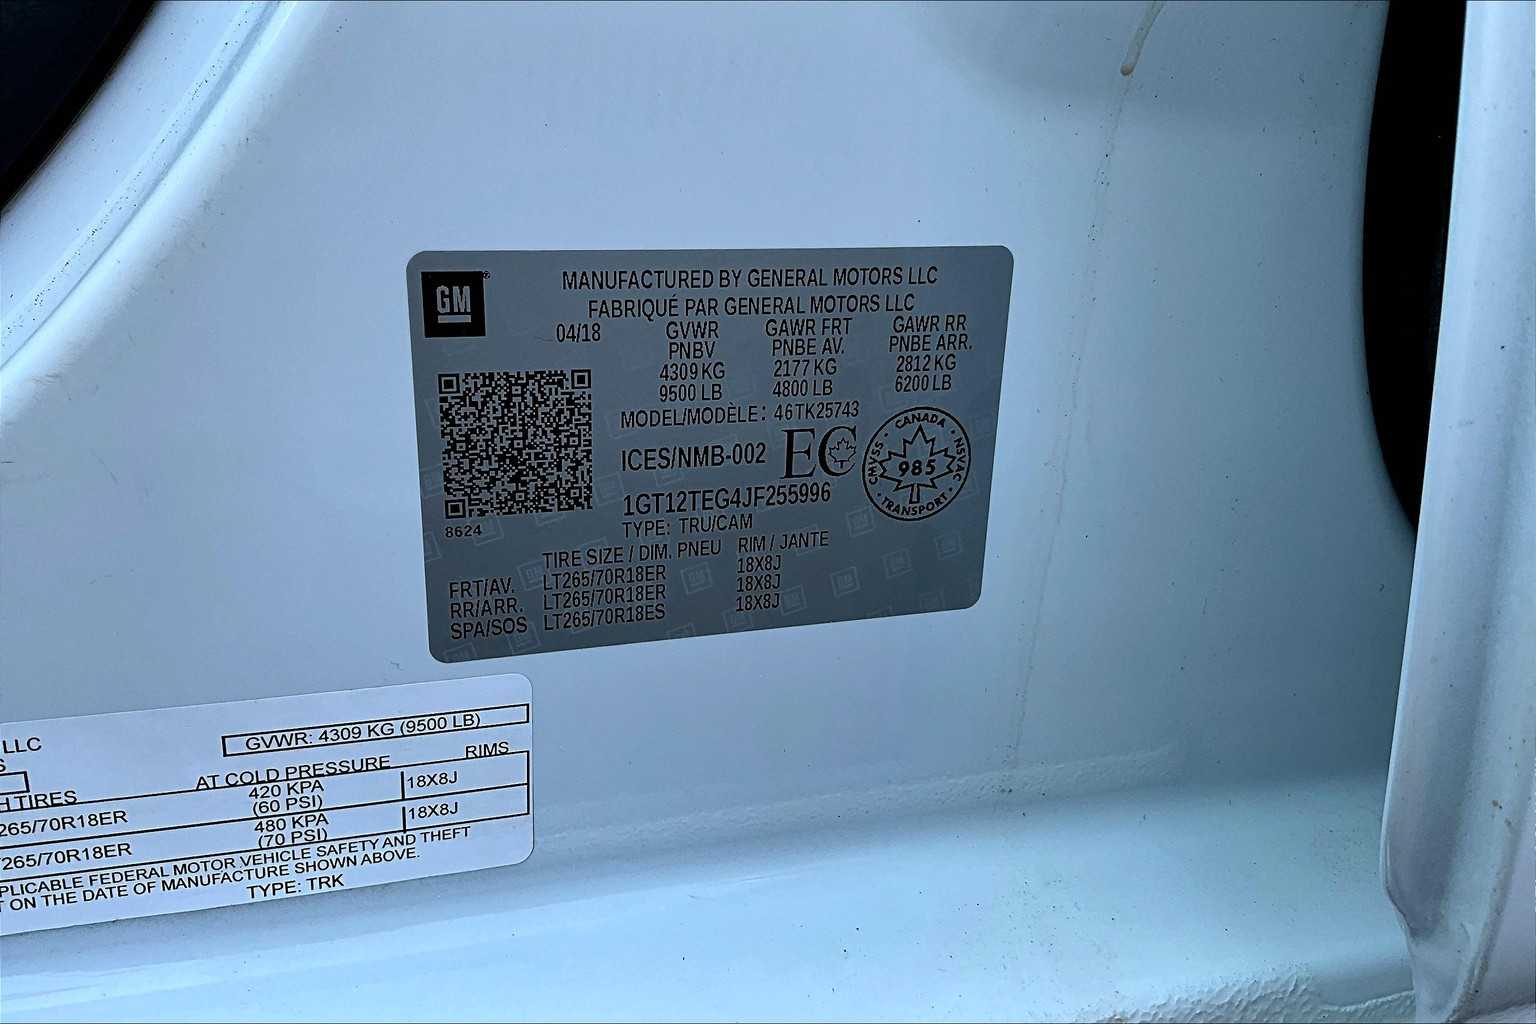 GM
MANUFACTURED BY GENERAL MOTORS LLC
FABRIQUÉ PAR GENERAL MOTORS LLC
04/18 GVWR GAWR FRT GAWR RR
PNBV PNBE AV. PNBE ARR.
4309 KG 2177 KG 2812 KG
9500 LB 4800 LB 6200 LB
MODEL/MODÈLE: 46TK25743
ICES/NMB-002 EC
CANADA
CMVSS 985 NSVAC
TRANSPORT
1GT12TEG4JF255996
8624
TYPE: TRU/CAM
TIRE SIZE / DIM. PNEU RIM / JANTE
FRT/AV. LT265/70R18ER 18X8J
RR/ARR. LT265/70R18ER 18X8J
SPA/SOS LT265/70R18ES 18X8J
LLC
GVWR: 4309 KG (9500 LB)
S
RIMS
H TIRES AT COLD PRESSURE
265/70R18ER 420 KPA 18X8J
(60 PSI)
265/70R18ER 480 KPA 18X8J
(70 PSI)
PLICABLE FEDERAL MOTOR VEHICLE SAFETY AND THEFT
T ON THE DATE OF MANUFACTURE SHOWN ABOVE.
TYPE: TRK